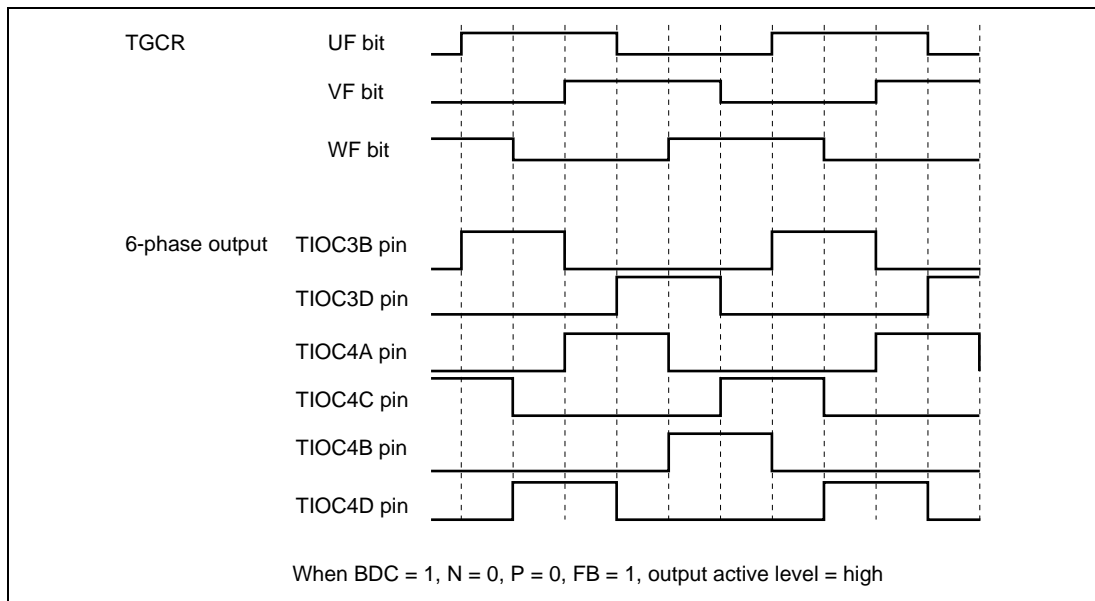 TGCR UF bit
VF bit
WF bit
6-phase output TIOC3B pin
TIOC3D pin
TIOC4A pin
TIOC4C pin
TIOC4B pin
TIOC4D pin
When BDC = 1, N = 0, P = 0, FB = 1, output active level = high